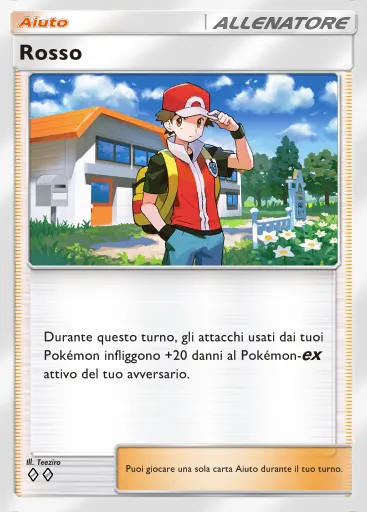 Aiuto
ALLENATORE
Rosso
Durante questo turno, gli attacchi usati dai tuoi
Pokémon infliggono +20 danni al Pokémon-ex
attivo del tuo avversario.
Ill. Teeziro
Puoi giocare una sola carta Aiuto durante il tuo turno.